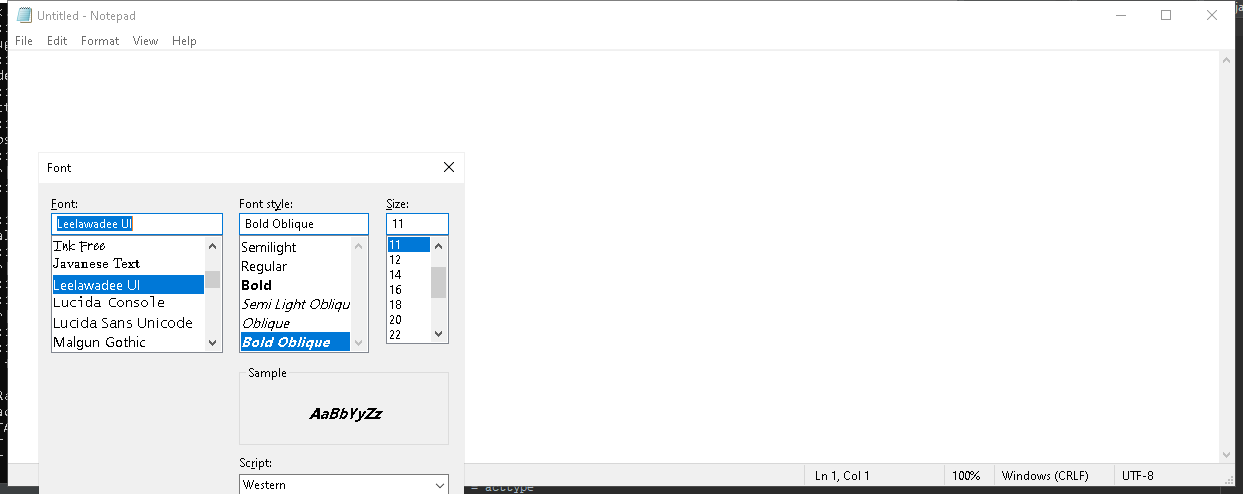 Untitled - Notepad
File Edit Format View Help
Font
Font: Font style: Size:
Leelawadee UI Bold Oblique 11
Ink Free
Javanese Text
Leelawadee UI
Lucida Console
Lucida Sans Unicode
Malgun Gothic
Semilight
Regular
Bold
Semi Light Obliqu
Oblique
Bold Oblique
11
12
14
16
18
20
22
Sample
AaBbYyZz
Script:
Western
Ln 1, Col 1 100% Windows (CRLF) UTF-8
= acctype